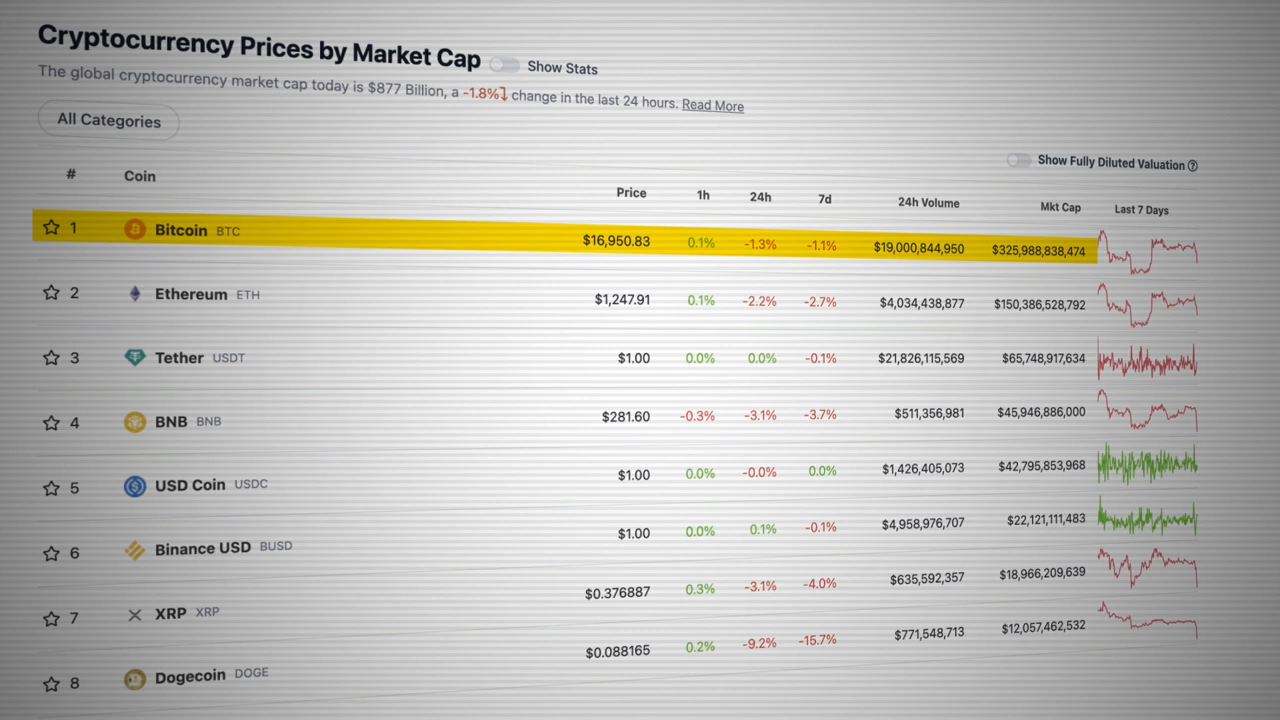 Cryptocurrency Prices by Market Cap Show Stats
The global cryptocurrency market cap today is $877 Billion, a -1.8% change in the last 24 hours. Read More
All Categories
Show Fully Diluted Valuation ?
# Coin Price 1h 24h 7d 24h Volume Mkt Cap Last 7 Days
1 Bitcoin BTC $16,950.83 0.1% -1.3% -1.1% $19,000,844,950 $325,988,838,474
2 Ethereum ETH $1,247.91 0.1% -2.2% -2.7% $4,034,438,877 $150,386,528,792
3 Tether USDT $1.00 0.0% 0.0% -0.1% $21,826,115,569 $65,748,917,634
4 BNB BNB $281.60 -0.3% -3.1% -3.7% $511,356,981 $45,946,886,000
5 USD Coin USDC $1.00 0.0% -0.0% 0.0% $1,426,405,073 $42,795,853,968
6 Binance USD BUSD $1.00 0.0% 0.1% -0.1% $4,958,976,707 $22,121,111,483
7 XRP XRP $0.376887 0.3% -3.1% -4.0% $635,592,357 $18,966,209,639
8 Dogecoin DOGE $0.088165 0.2% -9.2% -15.7% $771,548,713 $12,057,462,532